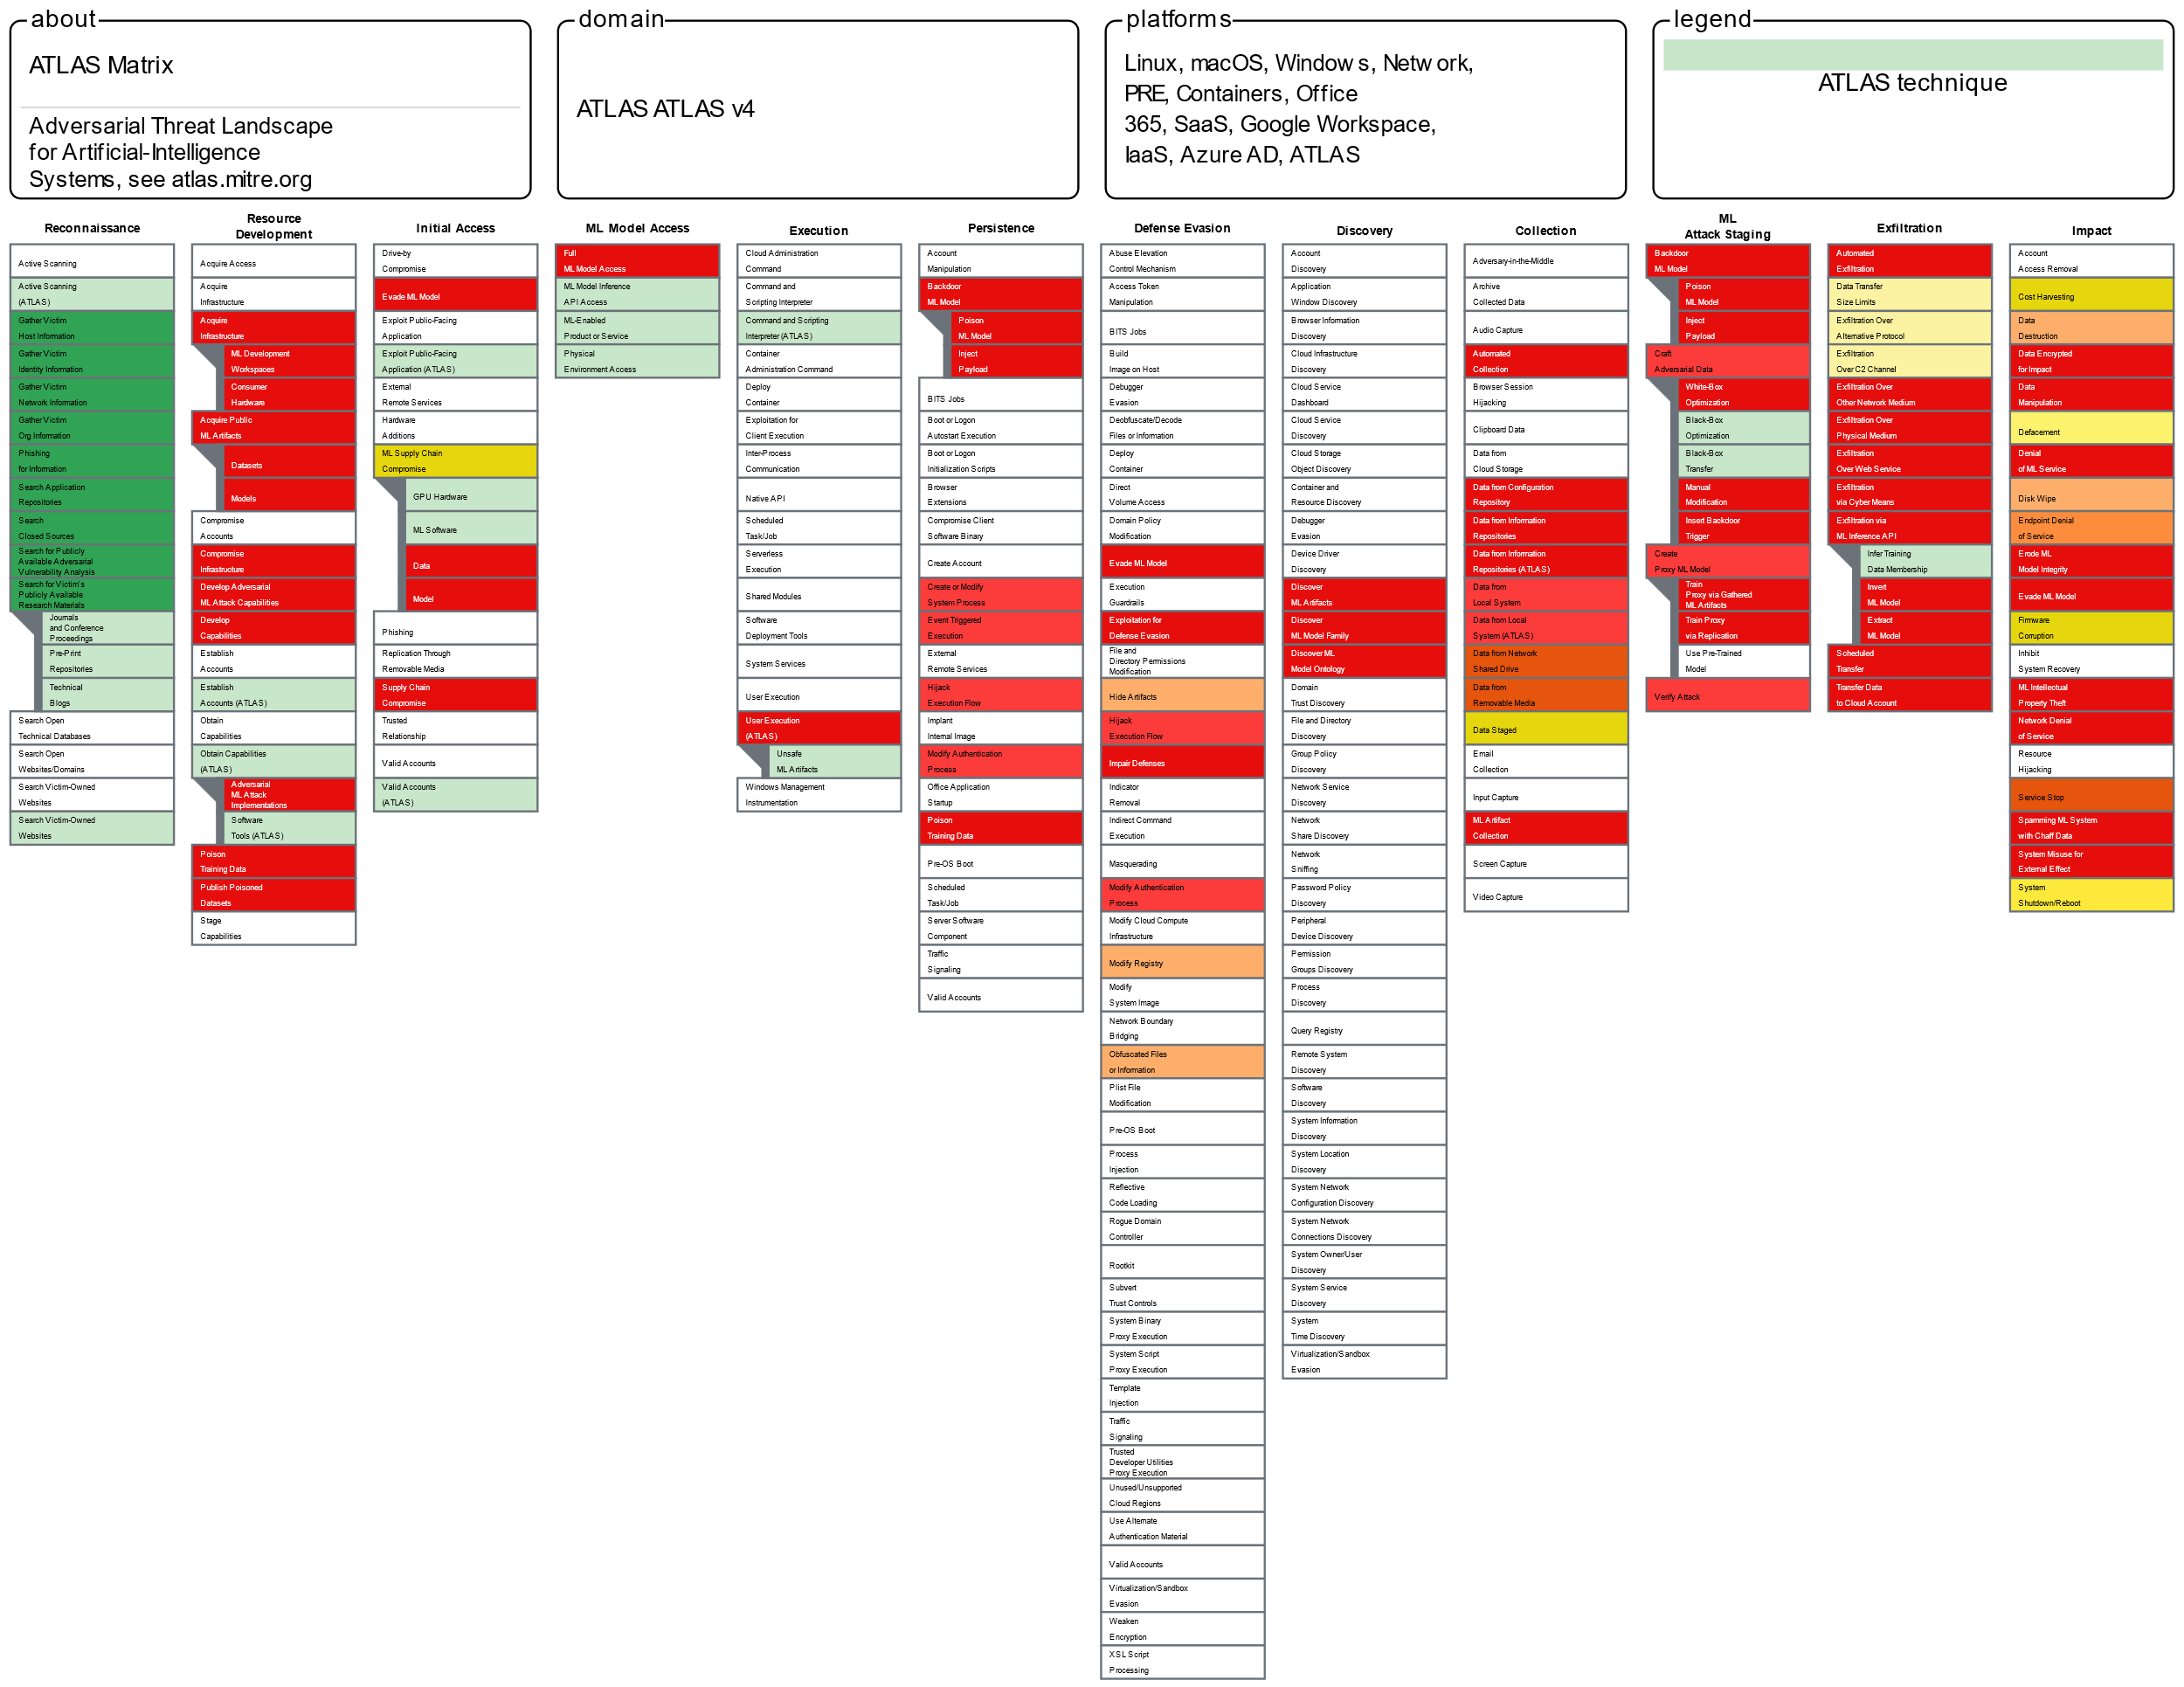 about
ATLAS Matrix
Adversarial Threat Landscape
for Artificial-Intelligence
Systems, see atlas.mitre.org
domain
ATLAS ATLAS v4
platforms
Linux, macOS, Windows, Network,
PRE, Containers, Office
365, SaaS, Google Workspace,
IaaS, Azure AD, ATLAS
legend
ATLAS technique
Reconnaissance
Active Scanning
Active Scanning
(ATLAS)
Gather Victim
Host Information
Gather Victim
Identity Information
Gather Victim
Network Information
Gather Victim
Org Information
Phishing
for Information
Search Application
Repositories
Search
Closed Sources
Search for Publicly
Available Adversarial
Vulnerability Analysis
Search for Victim's
Publicly Available
Research Materials
Journals
and Conference
Proceedings
Pre-Print
Repositories
Technical
Blogs
Search Open
Technical Databases
Search Open
Websites/Domains
Search Victim-Owned
Websites
Search Victim-Owned
Websites
Resource
Development
Acquire Access
Acquire
Infrastructure
Acquire
Infrastructure
ML Development
Workspaces
Consumer
Hardware
Acquire Public
ML Artifacts
Datasets
Models
Compromise
Accounts
Compromise
Infrastructure
Develop Adversarial
ML Attack Capabilities
Develop
Capabilities
Establish
Accounts
Establish
Accounts (ATLAS)
Obtain
Capabilities
Obtain Capabilities
(ATLAS)
Adversarial
ML Attack
Implementations
Software
Tools (ATLAS)
Poison
Training Data
Publish Poisoned
Datasets
Stage
Capabilities
Initial Access
Drive-by
Compromise
Evade ML Model
Exploit Public-Facing
Application
Exploit Public-Facing
Application (ATLAS)
External
Remote Services
Hardware
Additions
ML Supply Chain
Compromise
GPU Hardware
ML Software
Data
Model
Phishing
Replication Through
Removable Media
Supply Chain
Compromise
Trusted
Relationship
Valid Accounts
Valid Accounts
(ATLAS)
ML Model Access
Full
ML Model Access
ML Model Inference
API Access
ML-Enabled
Product or Service
Physical
Environment Access
Execution
Cloud Administration
Command
Command and
Scripting Interpreter
Command and Scripting
Interpreter (ATLAS)
Container
Administration Command
Deploy
Container
Exploitation for
Client Execution
Inter-Process
Communication
Native API
Scheduled
Task/Job
Serverless
Execution
Shared Modules
Software
Deployment Tools
System Services
User Execution
User Execution
(ATLAS)
Unsafe
ML Artifacts
Windows Management
Instrumentation
Persistence
Account
Manipulation
Backdoor
ML Model
Poison
ML Model
Inject
Payload
BITS Jobs
Boot or Logon
Autostart Execution
Boot or Logon
Initialization Scripts
Browser
Extensions
Compromise Client
Software Binary
Create Account
Create or Modify
System Process
Event Triggered
Execution
External
Remote Services
Hijack
Execution Flow
Implant
Internal Image
Modify Authentication
Process
Office Application
Startup
Poison
Training Data
Pre-OS Boot
Scheduled
Task/Job
Server Software
Component
Traffic
Signaling
Valid Accounts
Defense Evasion
Abuse Elevation
Control Mechanism
Access Token
Manipulation
BITS Jobs
Build
Image on Host
Debugger
Evasion
Deobfuscate/Decode
Files or Information
Deploy
Container
Direct
Volume Access
Domain Policy
Modification
Evade ML Model
Execution
Guardrails
Exploitation for
Defense Evasion
File and
Directory Permissions
Modification
Hide Artifacts
Hijack
Execution Flow
Impair Defenses
Indicator
Removal
Indirect Command
Execution
Masquerading
Modify Authentication
Process
Modify Cloud Compute
Infrastructure
Modify Registry
Modify
System Image
Network Boundary
Bridging
Obfuscated Files
or Information
Plist File
Modification
Pre-OS Boot
Process
Injection
Reflective
Code Loading
Rogue Domain
Controller
Rootkit
Subvert
Trust Controls
System Binary
Proxy Execution
System Script
Proxy Execution
Template
Injection
Traffic
Signaling
Trusted
Developer Utilities
Proxy Execution
Unused/Unsupported
Cloud Regions
Use Alternate
Authentication Material
Valid Accounts
Virtualization/Sandbox
Evasion
Weaken
Encryption
XSL Script
Processing
Discovery
Account
Discovery
Application
Window Discovery
Browser Information
Discovery
Cloud Infrastructure
Discovery
Cloud Service
Dashboard
Cloud Service
Discovery
Cloud Storage
Object Discovery
Container and
Resource Discovery
Debugger
Evasion
Device Driver
Discovery
Discover
ML Artifacts
Discover
ML Model Family
Discover ML
Model Ontology
Domain
Trust Discovery
File and Directory
Discovery
Group Policy
Discovery
Network Service
Discovery
Network
Share Discovery
Network
Sniffing
Password Policy
Discovery
Peripheral
Device Discovery
Permission
Groups Discovery
Process
Discovery
Query Registry
Remote System
Discovery
Software
Discovery
System Information
Discovery
System Location
Discovery
System Network
Configuration Discovery
System Network
Connections Discovery
System Owner/User
Discovery
System Service
Discovery
System
Time Discovery
Virtualization/Sandbox
Evasion
Collection
Adversary-in-the-Middle
Archive
Collected Data
Audio Capture
Automated
Collection
Browser Session
Hijacking
Clipboard Data
Data from
Cloud Storage
Data from Configuration
Repository
Data from Information
Repositories
Data from Information
Repositories (ATLAS)
Data from
Local System
Data from Local
System (ATLAS)
Data from Network
Shared Drive
Data from
Removable Media
Data Staged
Email
Collection
Input Capture
ML Artifact
Collection
Screen Capture
Video Capture
ML
Attack Staging
Backdoor
ML Model
Poison
ML Model
Inject
Payload
Craft
Adversarial Data
White-Box
Optimization
Black-Box
Optimization
Black-Box
Transfer
Manual
Modification
Insert Backdoor
Trigger
Create
Proxy ML Model
Train
Proxy via Gathered
ML Artifacts
Train Proxy
via Replication
Use Pre-Trained
Model
Verify Attack
Exfiltration
Automated
Exfiltration
Data Transfer
Size Limits
Exfiltration Over
Alternative Protocol
Exfiltration
Over C2 Channel
Exfiltration Over
Other Network Medium
Exfiltration Over
Physical Medium
Exfiltration
Over Web Service
Exfiltration
via Cyber Means
Exfiltration via
ML Inference API
Infer Training
Data Membership
Invert
ML Model
Extract
ML Model
Scheduled
Transfer
Transfer Data
to Cloud Account
Impact
Account
Access Removal
Cost Harvesting
Data
Destruction
Data Encrypted
for Impact
Data
Manipulation
Defacement
Denial
of ML Service
Disk Wipe
Endpoint Denial
of Service
Erode ML
Model Integrity
Evade ML Model
Firmware
Corruption
Inhibit
System Recovery
ML Intellectual
Property Theft
Network Denial
of Service
Resource
Hijacking
Service Stop
Spamming ML System
with Chaff Data
System Misuse for
External Effect
System
Shutdown/Reboot